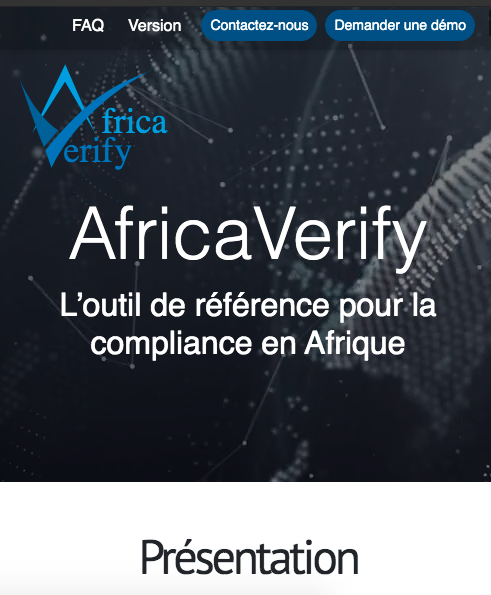 FAQ Version Contactez-nous Demander une démo
Africa
Verify
AfricaVerify
L’outil de référence pour la
compliance en Afrique
Présentation